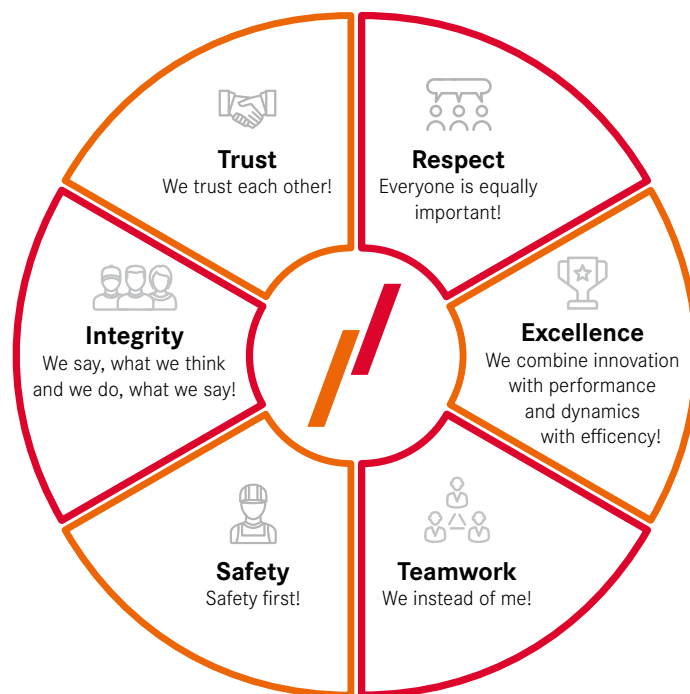 Trust
We trust each other!
Respect
Everyone is equally
important!
Integrity
We say, what we think
and we do, what we say!
Excellence
We combine innovation
with performance
and dynamics
with efficency!
Safety
Safety first!
Teamwork
We instead of me!